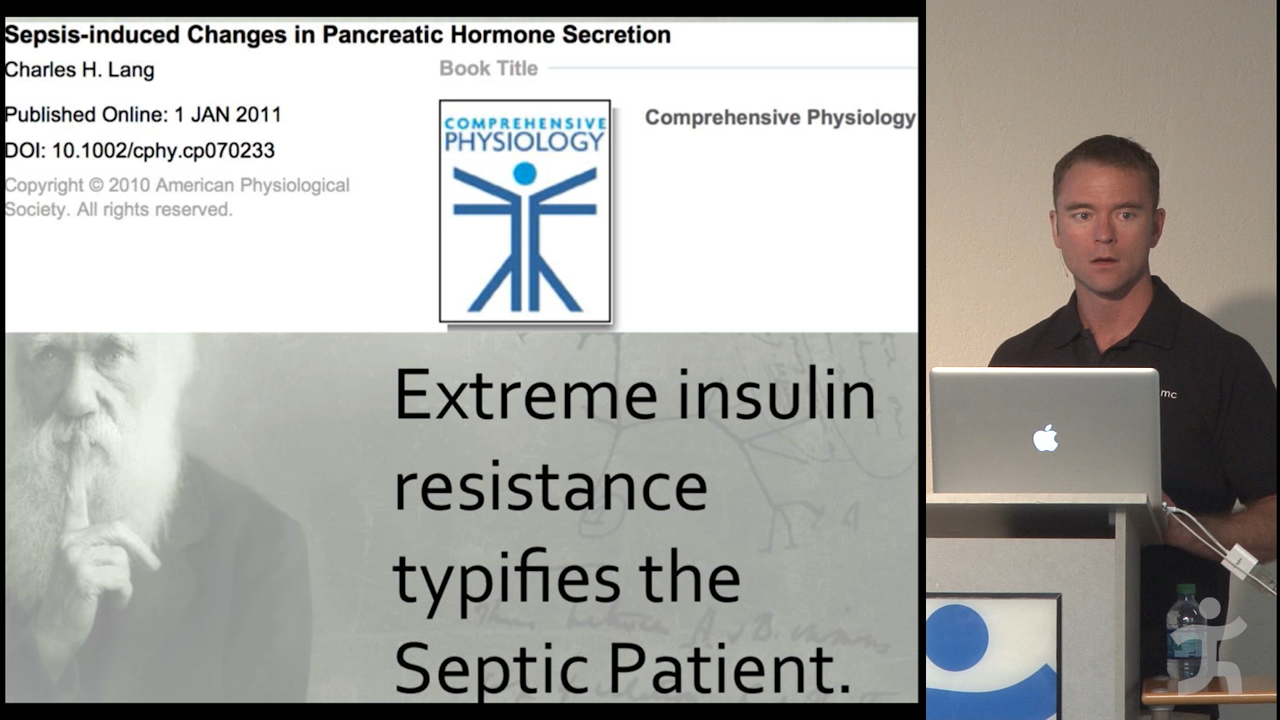 Sepsis-induced Changes in Pancreatic Hormone Secretion
Charles H. Lang
Book Title
Published Online: 1 JAN 2011
DOI: 10.1002/cphy.cp070233
Copyright © 2010 American Physiological
Society. All rights reserved.
COMPREHENSIVE
PHYSIOLOGY
Comprehensive Physiology
Extreme insulin
resistance
typifies the
Septic Patient.
mc